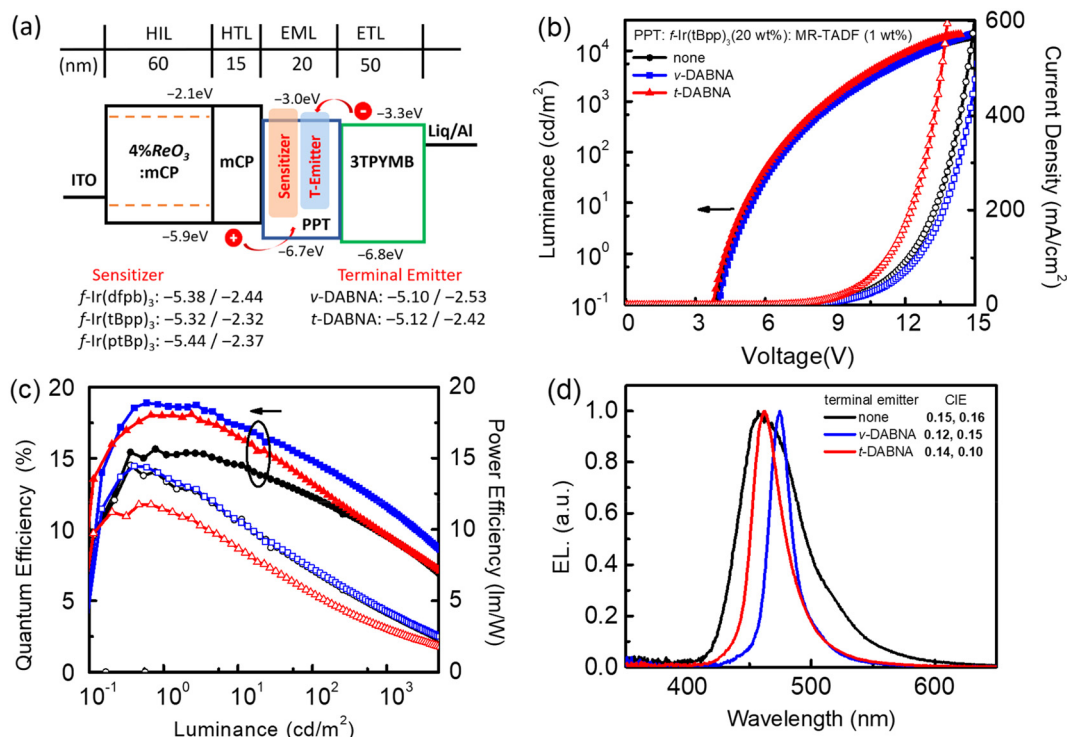 (a)
HIL HTL EML ETL
(nm) 60 15 20 50
−2.1eV
−3.0eV
−3.3eV
Liq/Al
ITO
4%ReO₃
:mCP
mCP
Sensitizer
T-Emitter
PPT
3TPYMB
−5.9eV
−6.7eV
−6.8eV
Sensitizer
f-Ir(dfpb)₃: −5.38 / −2.44
f-Ir(tBpp)₃: −5.32 / −2.32
f-Ir(ptBp)₃: −5.44 / −2.37
Terminal Emitter
v-DABNA: −5.10 / −2.53
t-DABNA: −5.12 / −2.42
(b)
PPT: f-Ir(tBpp)₃(20 wt%): MR-TADF (1 wt%)
none
v-DABNA
t-DABNA
Luminance (cd/m²)
10⁴
10³
10²
10¹
10⁰
10⁻¹
0 3 6 9 12 15
Voltage(V)
600
400
200
0
Current Density (mA/cm²)
(c)
Quantum Efficiency (%)
20
15
10
5
0
10⁻¹ 10⁰ 10¹ 10² 10³
Luminance (cd/m²)
20
15
10
5
0
Power Efficiency (lm/W)
(d)
terminal emitter CIE
none 0.15, 0.16
v-DABNA 0.12, 0.15
t-DABNA 0.14, 0.10
EL. (a.u.)
1.0
0.8
0.6
0.4
0.2
0.0
400 500 600
Wavelength (nm)